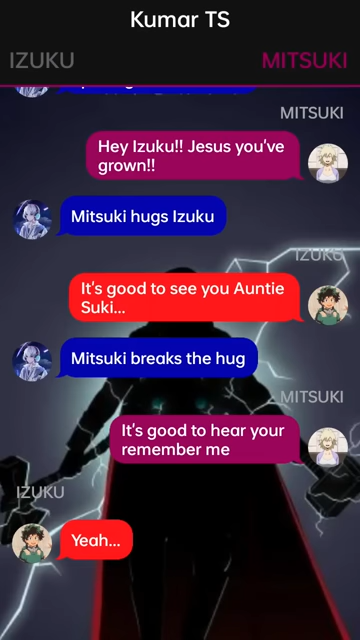 Kumar TS
IZUKU
MITSUKI
MITSUKI
Hey Izuku!! Jesus you've
grown!!
Mitsuki hugs Izuku
IZUKU
It's good to see you Auntie
Suki...
Mitsuki breaks the hug
MITSUKI
It's good to hear your
remember me
IZUKU
Yeah...